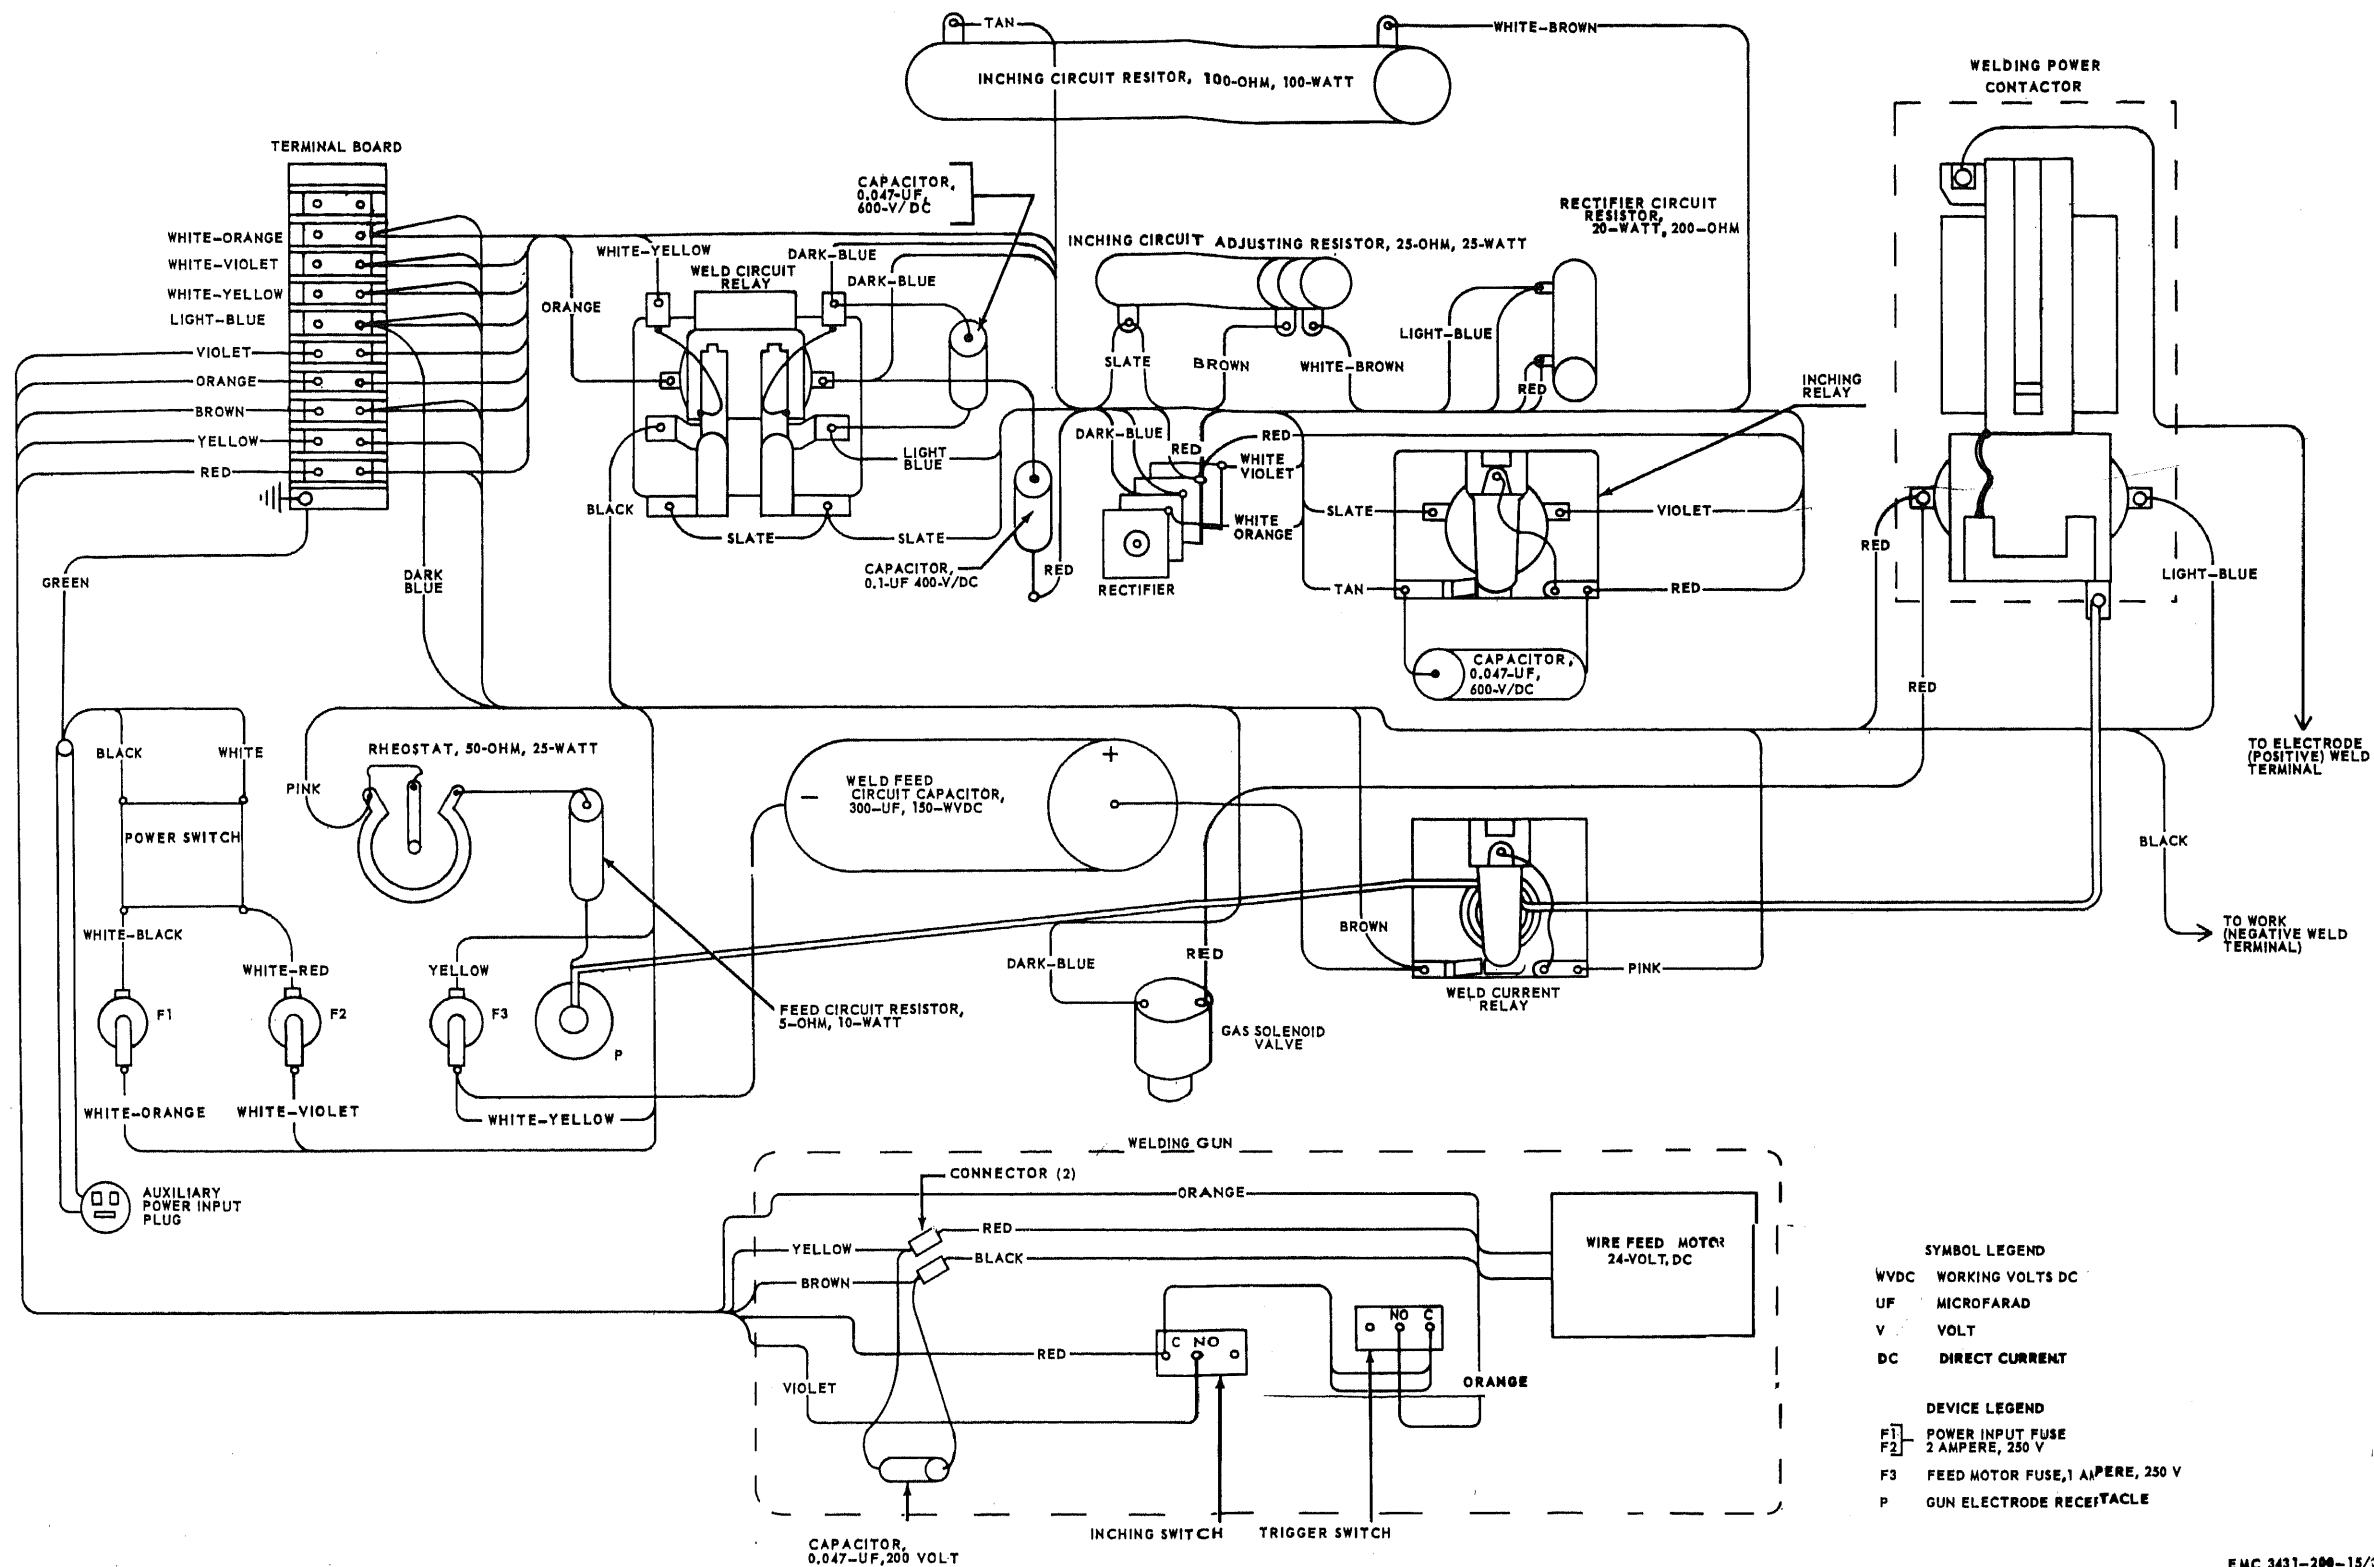 TAN
WHITE-BROWN
INCHING CIRCUIT RESITOR, 100-OHM, 100-WATT
WELDING POWER
CONTACTOR
TERMINAL BOARD
CAPACITOR,
0.047-UF,
600-V/DC
RECTIFIER CIRCUIT
RESISTOR,
20-WATT, 200-OHM
WHITE-ORANGE
WHITE-VIOLET
WHITE-YELLOW
LIGHT-BLUE
VIOLET
ORANGE
BROWN
YELLOW
RED
ORANGE
WHITE-YELLOW
WELD CIRCUIT
RELAY
DARK-BLUE
DARK-BLUE
INCHING CIRCUIT ADJUSTING RESISTOR, 25-OHM, 25-WATT
LIGHT-BLUE
SLATE
BROWN
WHITE-BROWN
RED
INCHING
RELAY
DARK-BLUE
RED
RED
WHITE
VIOLET
WHITE
ORANGE
LIGHT
BLUE
BLACK
SLATE
SLATE
CAPACITOR,
0.1-UF 400-V/DC
RED
RECTIFIER
SLATE
VIOLET
TAN
RED
RED
LIGHT-BLUE
GREEN
DARK
BLUE
CAPACITOR,
0.047-UF,
600-V/DC
RED
BLACK
WHITE
PINK
RHEOSTAT, 50-OHM, 25-WATT
POWER SWITCH
+
−
WELD FEED
CIRCUIT CAPACITOR,
300-UF, 150-WVDC
TO ELECTRODE
(POSITIVE) WELD
TERMINAL
BLACK
TO WORK
(NEGATIVE WELD
TERMINAL)
WHITE-BLACK
WHITE-RED
YELLOW
F1
F2
F3
P
FEED CIRCUIT RESISTOR,
5-OHM, 10-WATT
DARK-BLUE
RED
GAS SOLENOID
VALVE
BROWN
PINK
WELD CURRENT
RELAY
WHITE-ORANGE
WHITE-VIOLET
WHITE-YELLOW
AUXILIARY
POWER INPUT
PLUG
WELDING GUN
CONNECTOR (2)
ORANGE
RED
YELLOW
BLACK
BROWN
WIRE FEED MOTOR
24-VOLT, DC
NO C
C NO
RED
VIOLET
ORANGE
INCHING SWITCH
TRIGGER SWITCH
CAPACITOR,
0.047-UF,200 VOLT
SYMBOL LEGEND
WVDC WORKING VOLTS DC
UF MICROFARAD
V VOLT
DC DIRECT CURRENT
DEVICE LEGEND
F1 POWER INPUT FUSE
F2 2 AMPERE, 250 V
F3 FEED MOTOR FUSE,1 AMPERE, 250 V
P GUN ELECTRODE RECEPTACLE